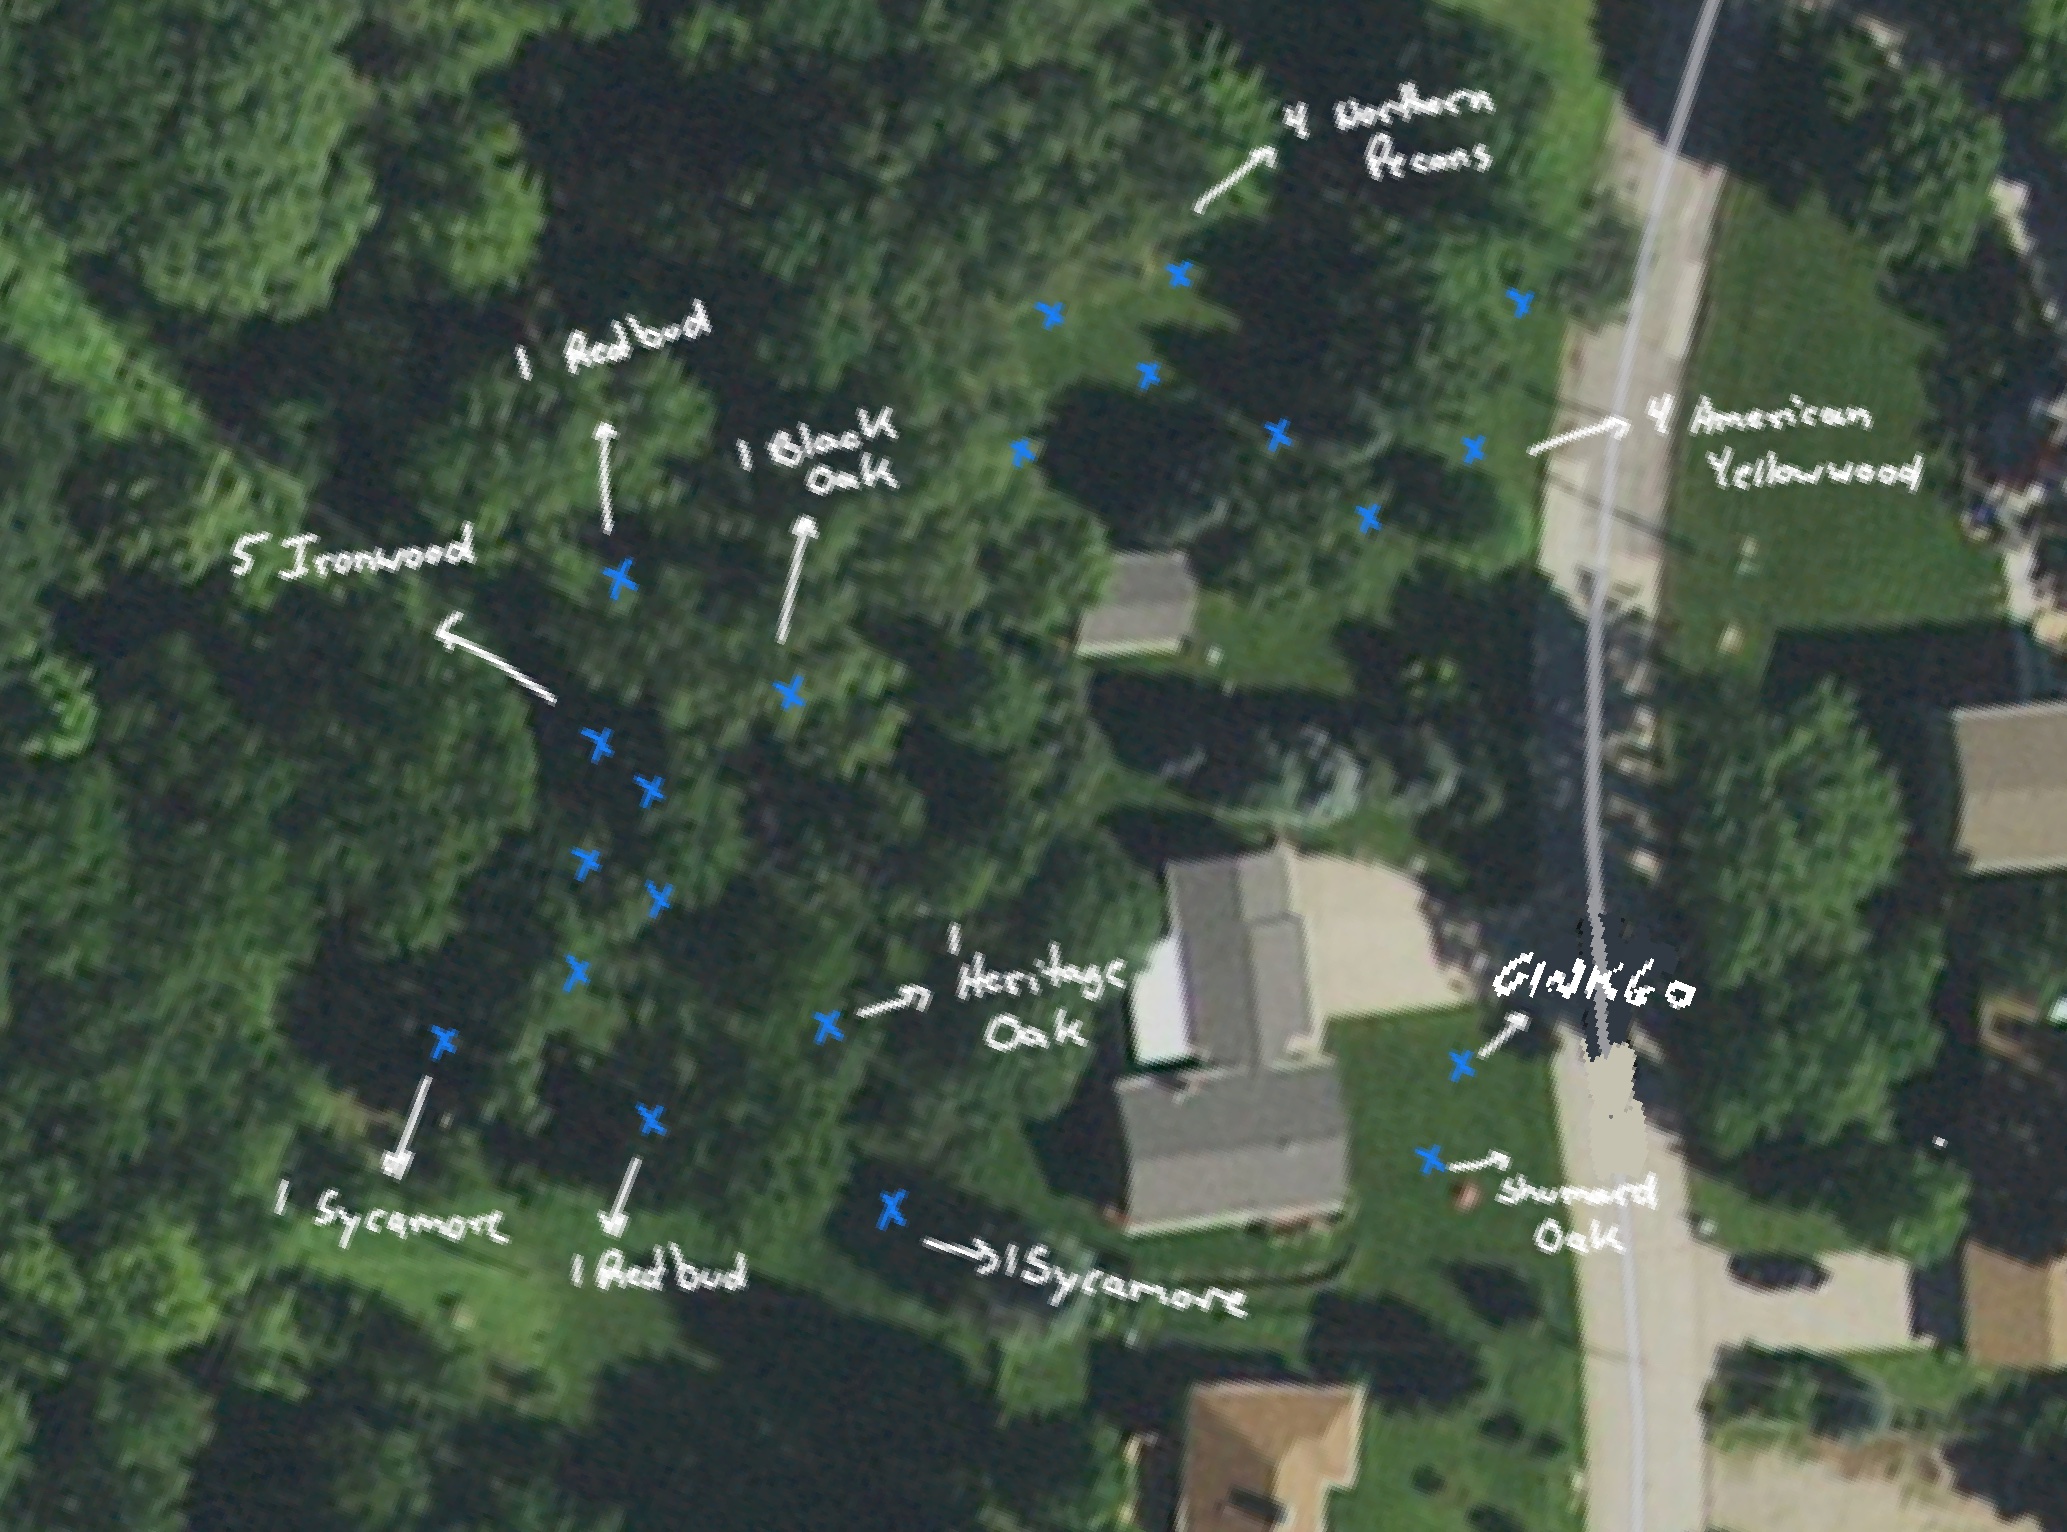 4 Northern
Pecans
1 Redbud
1 Black
Oak
4 American
Yellowwood
5 Ironwood
1
Heritage
Oak
GINKGO
1 Sycamore
1 Redbud
1 Sycamore
Shumard
Oak